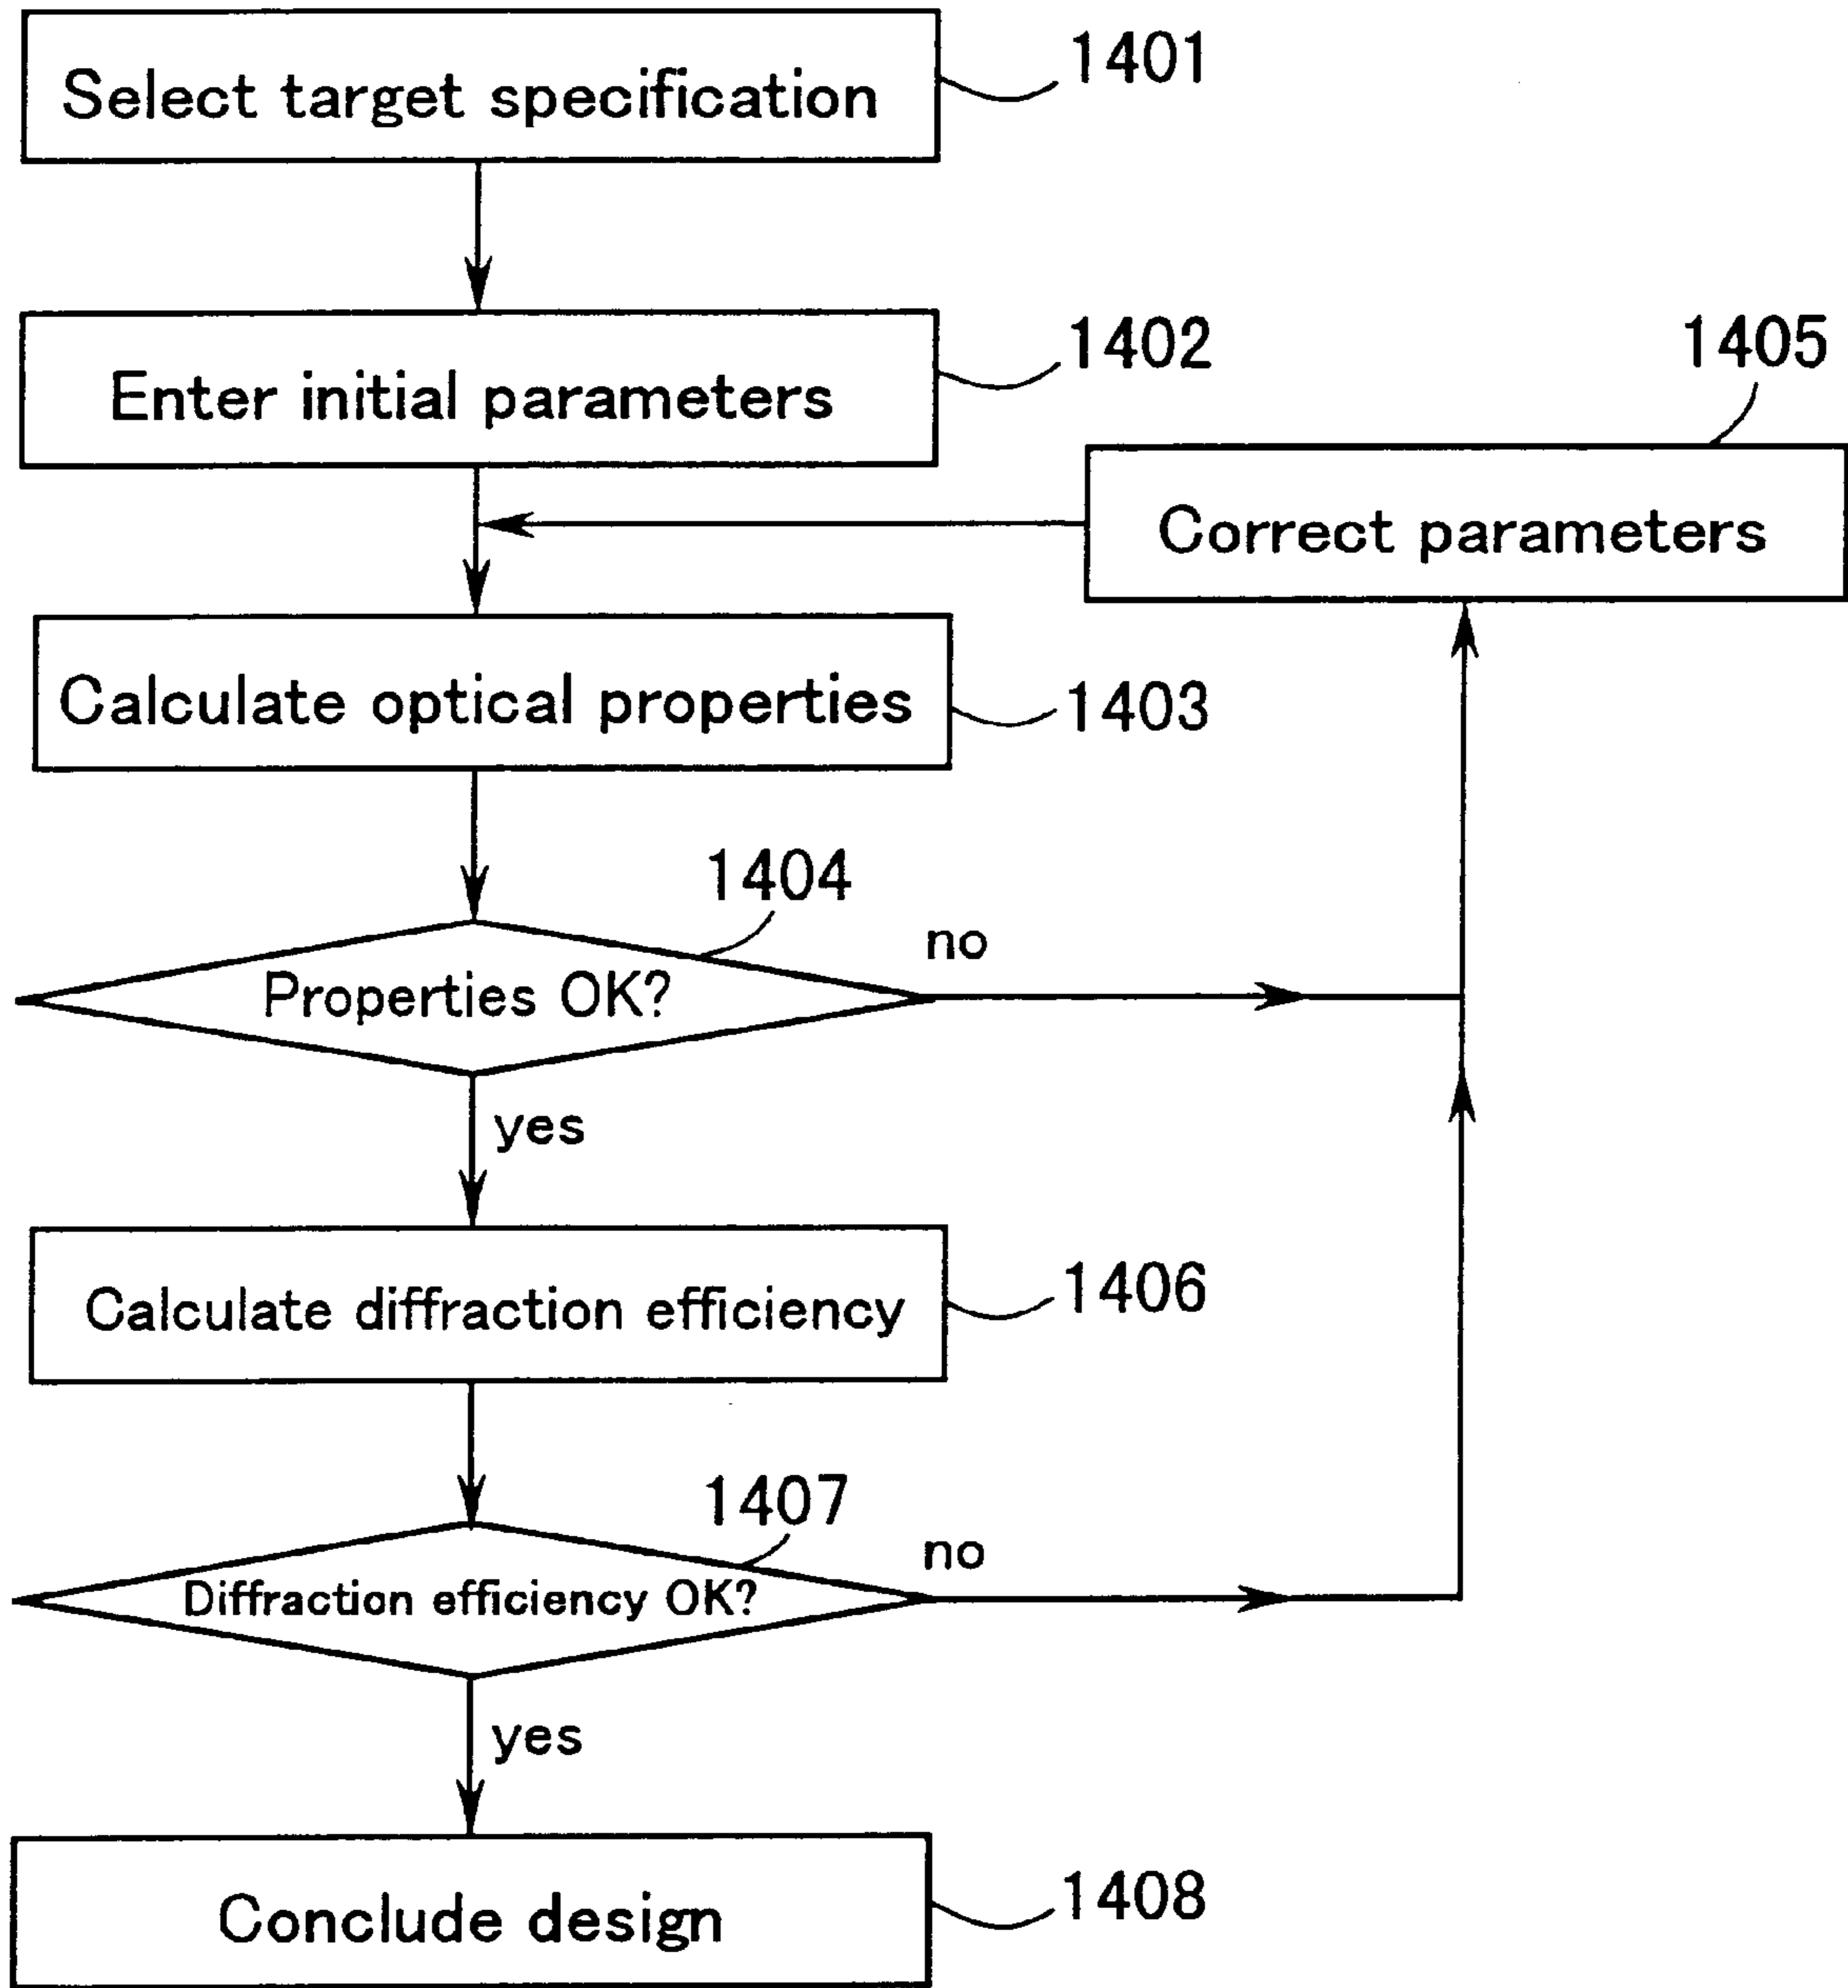 Select target specification
1401
Enter initial parameters
1402
1405
Correct parameters
Calculate optical properties
1403
1404
Properties OK?
no
yes
Calculate diffraction efficiency
1406
1407
Diffraction efficiency OK?
no
yes
Conclude design
1408